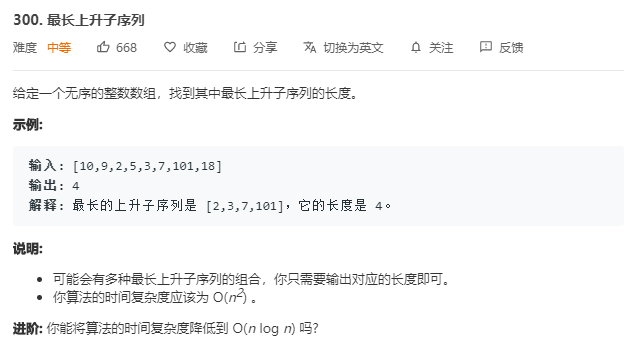 300. 最长上升子序列
难度 中等 668 收藏 分享 切换为英文 关注 反馈
给定一个无序的整数数组，找到其中最长上升子序列的长度。
示例:
输入: [10,9,2,5,3,7,101,18]
输出: 4
解释: 最长的上升子序列是 [2,3,7,101]，它的长度是 4。
说明:
可能会有多种最长上升子序列的组合，你只需要输出对应的长度即可。
你算法的时间复杂度应该为 O(n²) 。
进阶: 你能将算法的时间复杂度降低到 O(n log n) 吗?